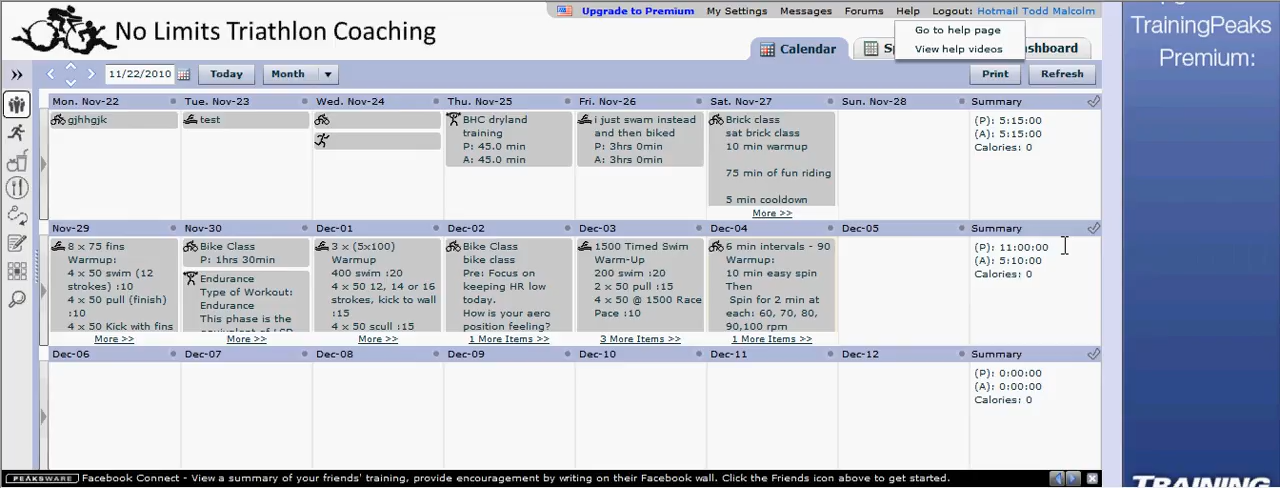 Upgrade to Premium My Settings Messages Forums Help Logout: Hotmail Todd Malcolm
No Limits Triathlon Coaching
Go to help page
View help videos
Calendar
TrainingPeaks
Premium:
11/22/2010 Today Month Print Refresh
Mon. Nov-22 Tue. Nov-23 Wed. Nov-24 Thu. Nov-25 Fri. Nov-26 Sat. Nov-27 Sun. Nov-28 Summary
gjhhgjk
test
BHC dryland
training
P: 45.0 min
A: 45.0 min
i just swam instead
and then biked
P: 3hrs 0min
A: 3hrs 0min
Brick class
sat brick class
10 min warmup
75 min of fun riding
5 min cooldown
More >>
(P): 5:15:00
(A): 5:15:00
Calories: 0
Nov-29 Nov-30 Dec-01 Dec-02 Dec-03 Dec-04 Dec-05 Summary
8 x 75 fins
Warmup:
4 x 50 swim (12
strokes) :10
4 x 50 pull (finish)
:10
4 x 50 Kick with fins
More >>
Bike Class
P: 1hrs 30min
Endurance
Type of Workout:
Endurance
This phase is the
equivalent of LSD
More >>
3 x (5x100)
Warmup
400 swim :20
4 x 50 12, 14 or 16
strokes, kick to wall
:15
4 x 50 scull :15
More >>
Bike Class
bike class
Pre: Focus on
keeping HR low
today.
How is your aero
position feeling?
1 More Items >>
1500 Timed Swim
Warm-Up
200 swim :20
2 x 50 pull :15
4 x 50 @ 1500 Race
Pace :10
3 More Items >>
6 min intervals - 90
Warmup:
10 min easy spin
Then
Spin for 2 min at
each: 60, 70, 80,
90,100 rpm
1 More Items >>
(P): 11:00:00
(A): 5:10:00
Calories: 0
Dec-06 Dec-07 Dec-08 Dec-09 Dec-10 Dec-11 Dec-12 Summary
(P): 0:00:00
(A): 0:00:00
Calories: 0
PEAKSWARE Facebook Connect - View a summary of your friends' training, provide encouragement by writing on their Facebook wall. Click the Friends icon above to get started.
TRAINING